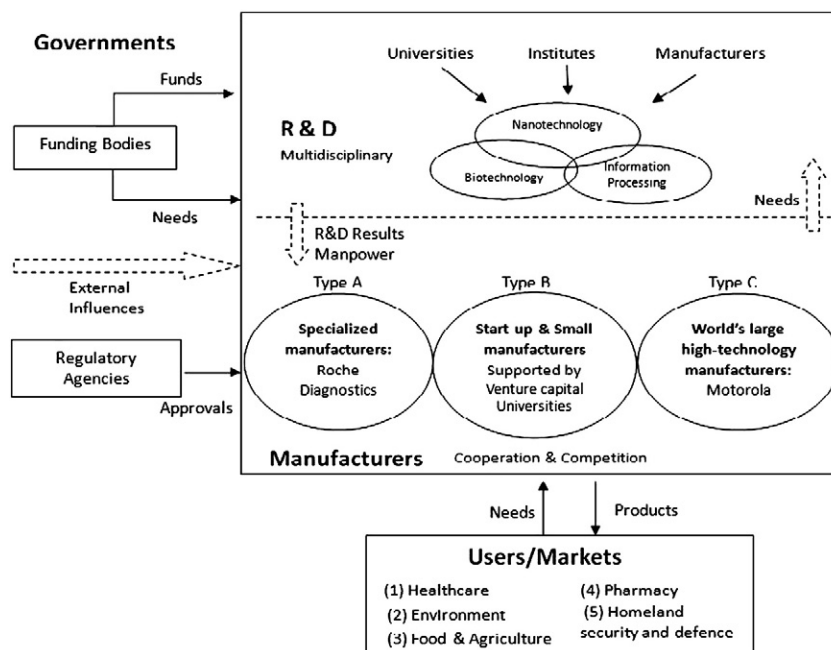 Governments
Funds
Funding Bodies
Needs
External
Influences
Regulatory
Agencies
Approvals
Universities
Institutes
Manufacturers
R & D
Multidisciplinary
Nanotechnology
Biotechnology
Information
Processing
Needs
R&D Results
Manpower
Type A
Type B
Type C
Specialized
manufacturers:
Roche
Diagnostics
Start up & Small
manufacturers
Supported by
Venture capital
Universities
World's large
high-technology
manufacturers:
Motorola
Manufacturers
Cooperation & Competition
Needs
Products
Users/Markets
(1) Healthcare
(2) Environment
(3) Food & Agriculture
(4) Pharmacy
(5) Homeland
security and defence